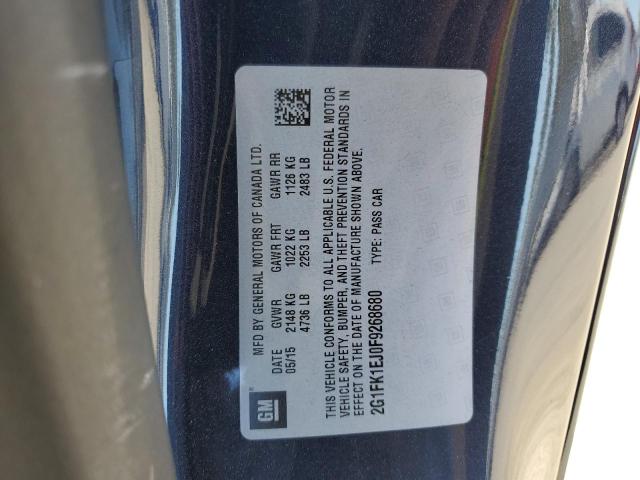 GM
MFD BY GENERAL MOTORS OF CANADA LTD.
DATE GVWR GAWR FRT GAWR RR
05/15 2148 KG 1022 KG 1126 KG
4736 LB 2253 LB 2483 LB
THIS VEHICLE CONFORMS TO ALL APPLICABLE U.S. FEDERAL MOTOR
VEHICLE SAFETY, BUMPER, AND THEFT PREVENTION STANDARDS IN
EFFECT ON THE DATE OF MANUFACTURE SHOWN ABOVE.
2G1FK1EJ0F9268680 TYPE: PASS CAR